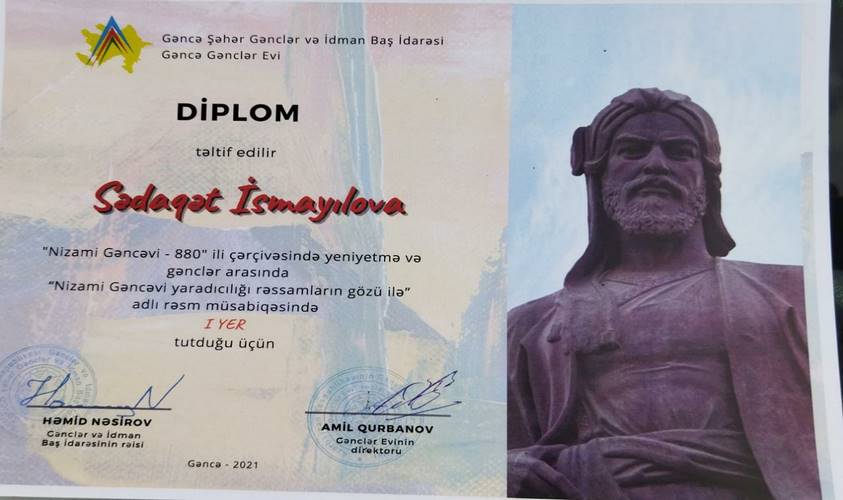 Gəncə Şəhər Gənclər və İdman Baş İdarəsi
Gəncə Gənclər Evi
DİPLOM
təltif edilir
Sədaqət İsmayılova
"Nizami Gəncəvi - 880" ili çərçivəsində yeniyetmə və
gənclər arasında
"Nizami Gəncəvi yaradıcılığı rəssamların gözü ilə"
adlı rəsm müsabiqəsində
I YER
tutduğu üçün
HƏMİD NƏSİROV
Gənclər və İdman
Baş İdarəsinin rəisi
AMİL QURBANOV
Gənclər Evinin
direktoru
Gəncə - 2021